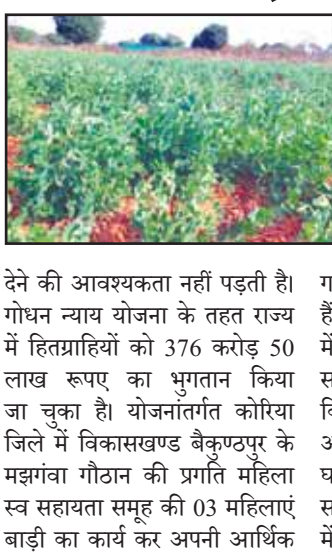 देने की आवश्यकता नहीं पड़ती है।
गोधन न्याय योजना के तहत राज्य
में हितग्राहियों को 376 करोड़ 50
लाख रूपए का भुगतान किया
जा चुका है। योजनांतर्गत कोरिया
जिले में विकासखण्ड बैकुण्ठपुर के
मझगंवा गौठान की प्रगति महिला
स्व सहायता समूह की 03 महिलाएं
बाड़ी का कार्य कर अपनी आर्थिक